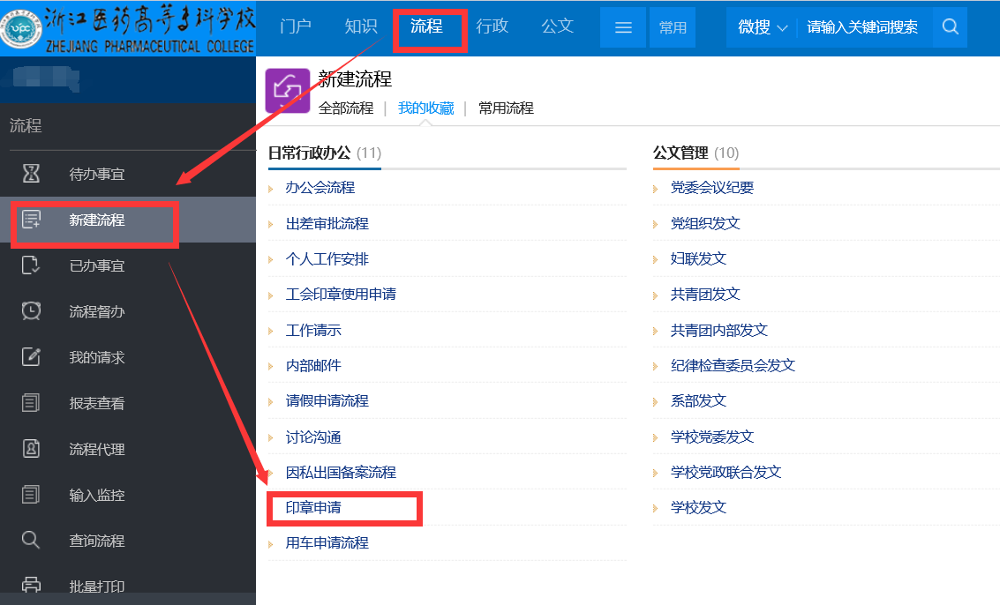 浙江医药高等专科学校
ZHEJIANG PHARMACEUTICAL COLLEGE
门户 知识 流程 行政 公文 常用 微搜 请输入关键词搜索
流程
待办事宜
新建流程
已办事宜
流程督办
我的请求
报表查看
流程代理
输入监控
查询流程
批量打印
新建流程
全部流程 | 我的收藏 | 常用流程
日常行政办公 (11)
办公会流程
出差审批流程
个人工作安排
工会印章使用申请
工作请示
内部邮件
请假申请流程
讨论沟通
因私出国备案流程
印章申请
用车申请流程
公文管理 (10)
党委会议纪要
党组织发文
妇联发文
共青团发文
共青团内部发文
纪律检查委员会发文
系部发文
学校党委发文
学校党政联合发文
学校发文